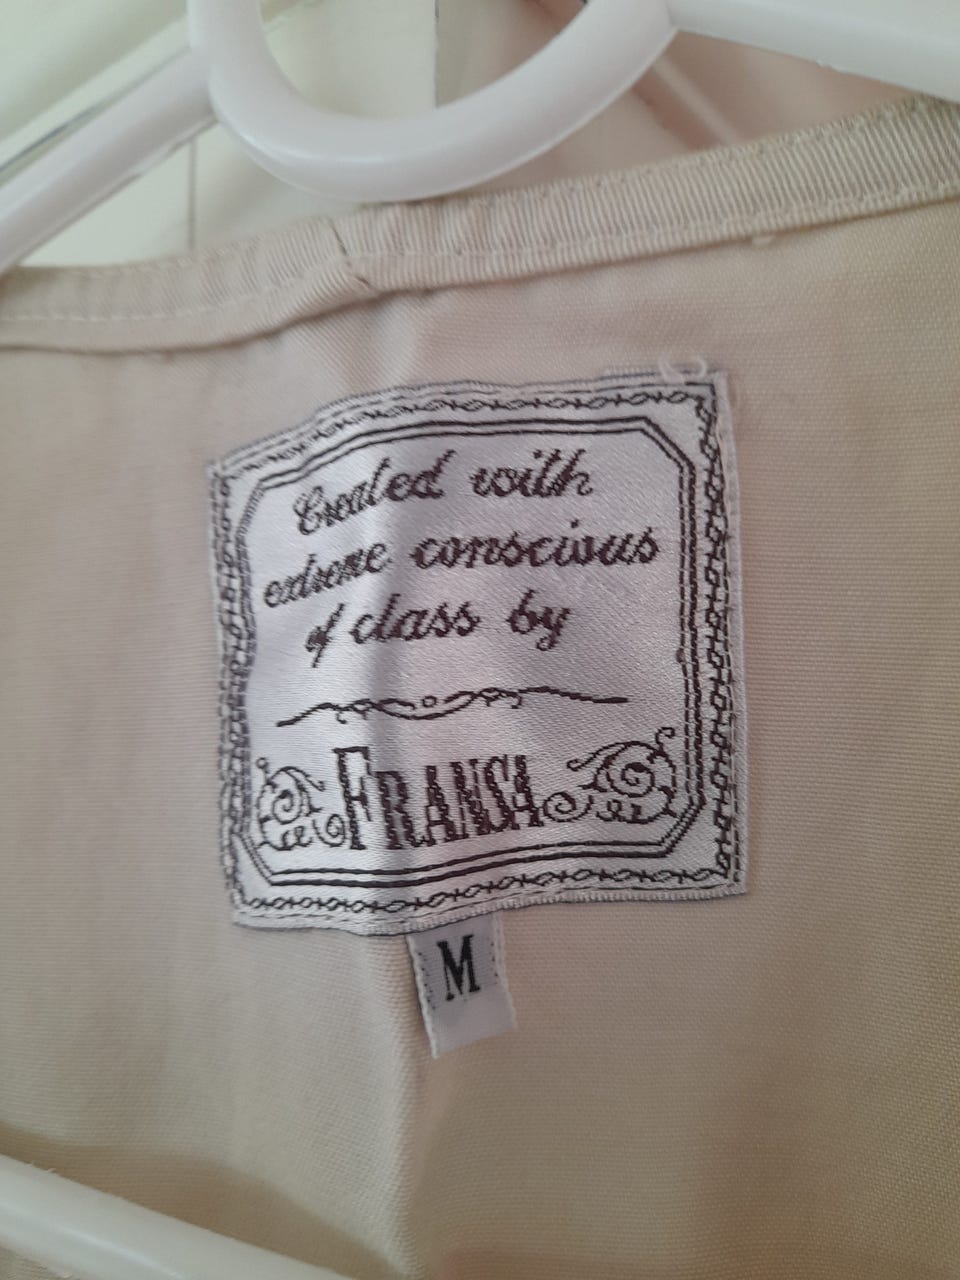 Created with
extreme conscious
of class by
FRANSA
M